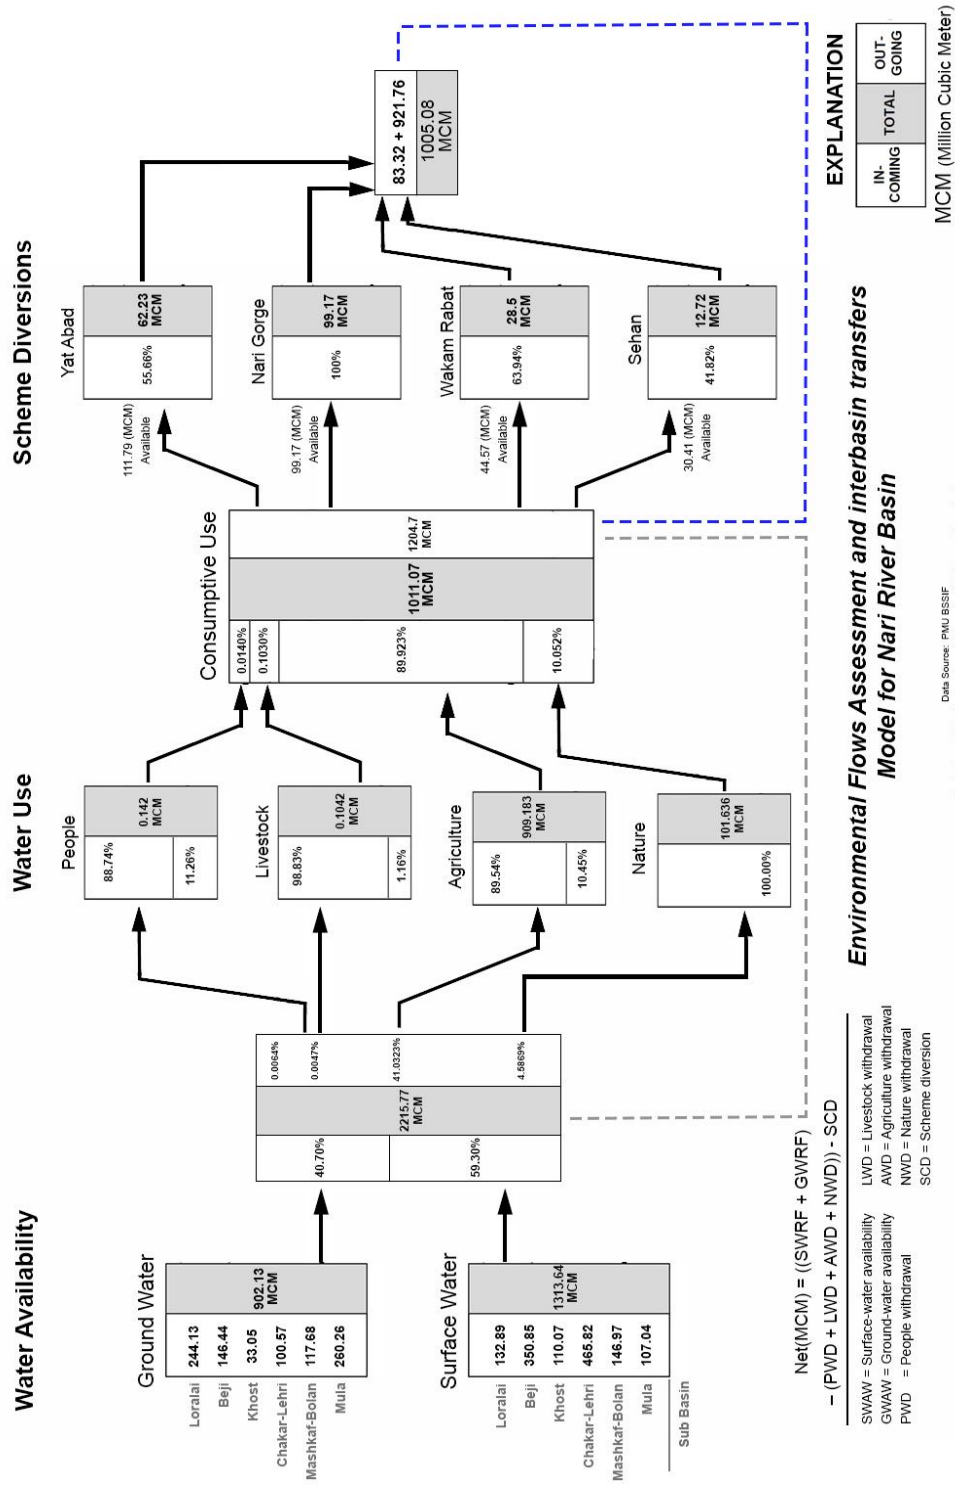 Water Availability
Water Use
Scheme Diversions
Ground Water
Loralai 244.13
Beji 146.44
Khost 33.05
Chakar-Lehri 100.57
Mashkaf-Bolan 117.68
Mula 260.26
902.13
MCM
Surface Water
Loralai 132.89
Beji 350.85
Khost 110.07
Chakar-Lehri 465.82
Mashkaf-Bolan 146.97
Mula 107.04
1313.64
MCM
Sub Basin
40.70%
59.30%
2215.77
MCM
0.0064%
0.0047%
41.0323%
4.5869%
People
88.74%
11.26%
0.142
MCM
Livestock
98.83%
1.16%
0.1042
MCM
Agriculture
89.54%
10.45%
909.183
MCM
Nature
100.00%
101.636
MCM
Consumptive Use
0.0140%
0.1030%
89.923%
10.052%
1011.07
MCM
1204.7
MCM
111.79 (MCM)
Available
99.17 (MCM)
Available
44.57 (MCM)
Available
30.41 (MCM)
Available
Yat Abad
55.66%
62.23
MCM
Nari Gorge
100%
99.17
MCM
Wakam Rabat
63.94%
28.5
MCM
Sehan
41.82%
12.72
MCM
83.32 + 921.76
1005.08
MCM
Net(MCM) = ((SWRF + GWRF)
– (PWD + LWD + AWD + NWD)) - SCD
SWAW = Surface-water availability
GWAW = Ground-water availability
PWD = People withdrawal
LWD = Livestock withdrawal
AWD = Agriculture withdrawal
NWD = Nature withdrawal
SCD = Scheme diversion
Environmental Flows Assessment and interbasin transfers
Model for Nari River Basin
Data Source: PMU BSSIF
EXPLANATION
IN-
COMING
TOTAL
OUT-
GOING
MCM (Million Cubic Meter)